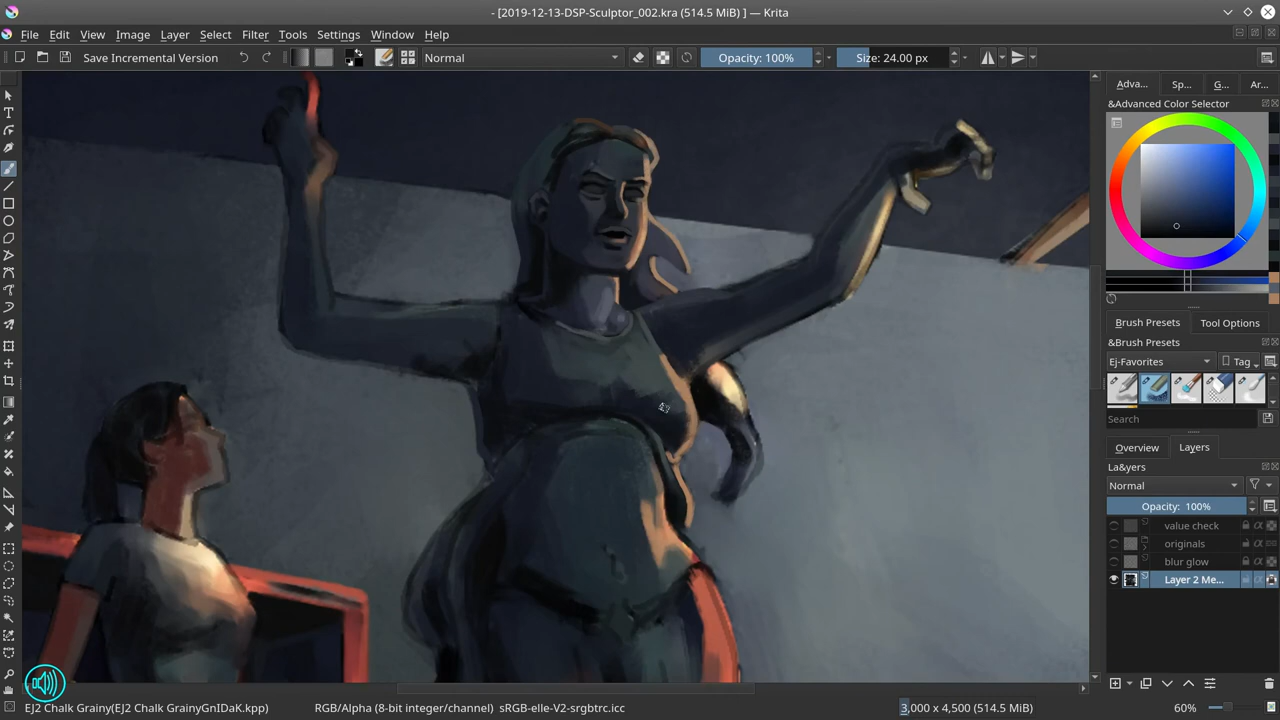 - [2019-12-13-DSP-Sculptor_002.kra (514.5 MiB) ] — Krita
File Edit View Image Layer Select Filter Tools Settings Window Help
Save Incremental Version Normal Opacity: 100% Size: 24.00 px
Adva... Sp... G... Ar...
&Advanced Color Selector
Brush Presets Tool Options
&Brush Presets
Ej-Favorites Tag
Search
Overview Layers
La&yers
Normal
Opacity: 100%
value check
originals
blur glow
Layer 2 Me...
EJ2 Chalk Grainy(EJ2 Chalk GrainyGnIDaK.kpp) RGB/Alpha (8-bit integer/channel) sRGB-elle-V2-srgbtrc.icc 3,000 x 4,500 (514.5 MiB) 60%